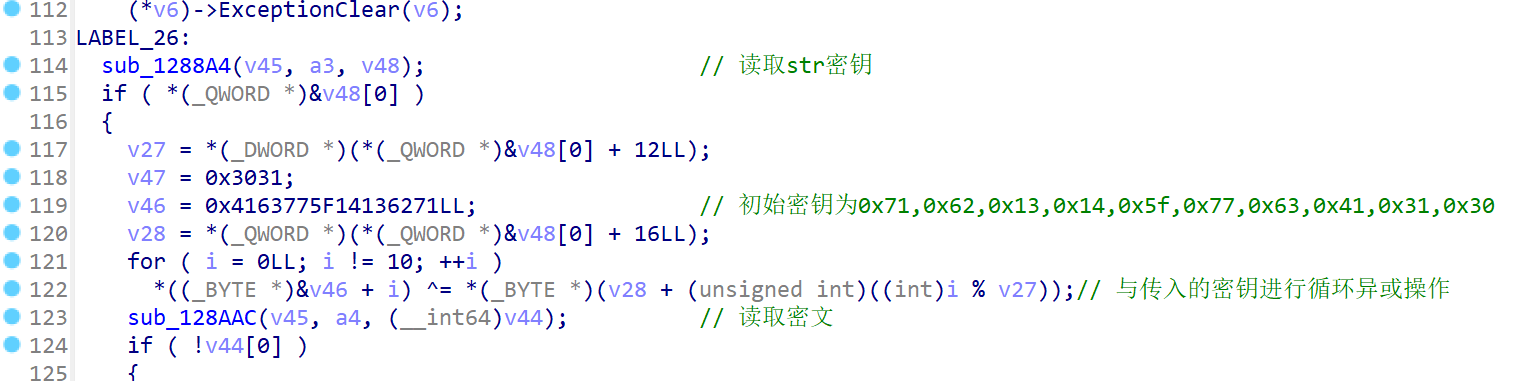 112 (*v6)->ExceptionClear(v6);
113 LABEL_26:
114 sub_1288A4(v45, a3, v48); // 读取str密钥
115 if ( *(_QWORD *)&v48[0] )
116 {
117 v27 = *(_DWORD *)(*(_QWORD *)&v48[0] + 12LL);
118 v47 = 0x3031;
119 v46 = 0x4163775F14136271LL; // 初始密钥为0x71,0x62,0x13,0x14,0x5f,0x77,0x63,0x41,0x31,0x30
120 v28 = *(_QWORD *)(*(_QWORD *)&v48[0] + 16LL);
121 for ( i = 0LL; i != 10; ++i )
122 *((_BYTE *)&v46 + i) ^= *(_BYTE *)(v28 + (unsigned int)((int)i % v27));// 与传入的密钥进行循环异或操作
123 sub_128AAC(v45, a4, (__int64)v44); // 读取密文
124 if ( !v44[0] )
125 {